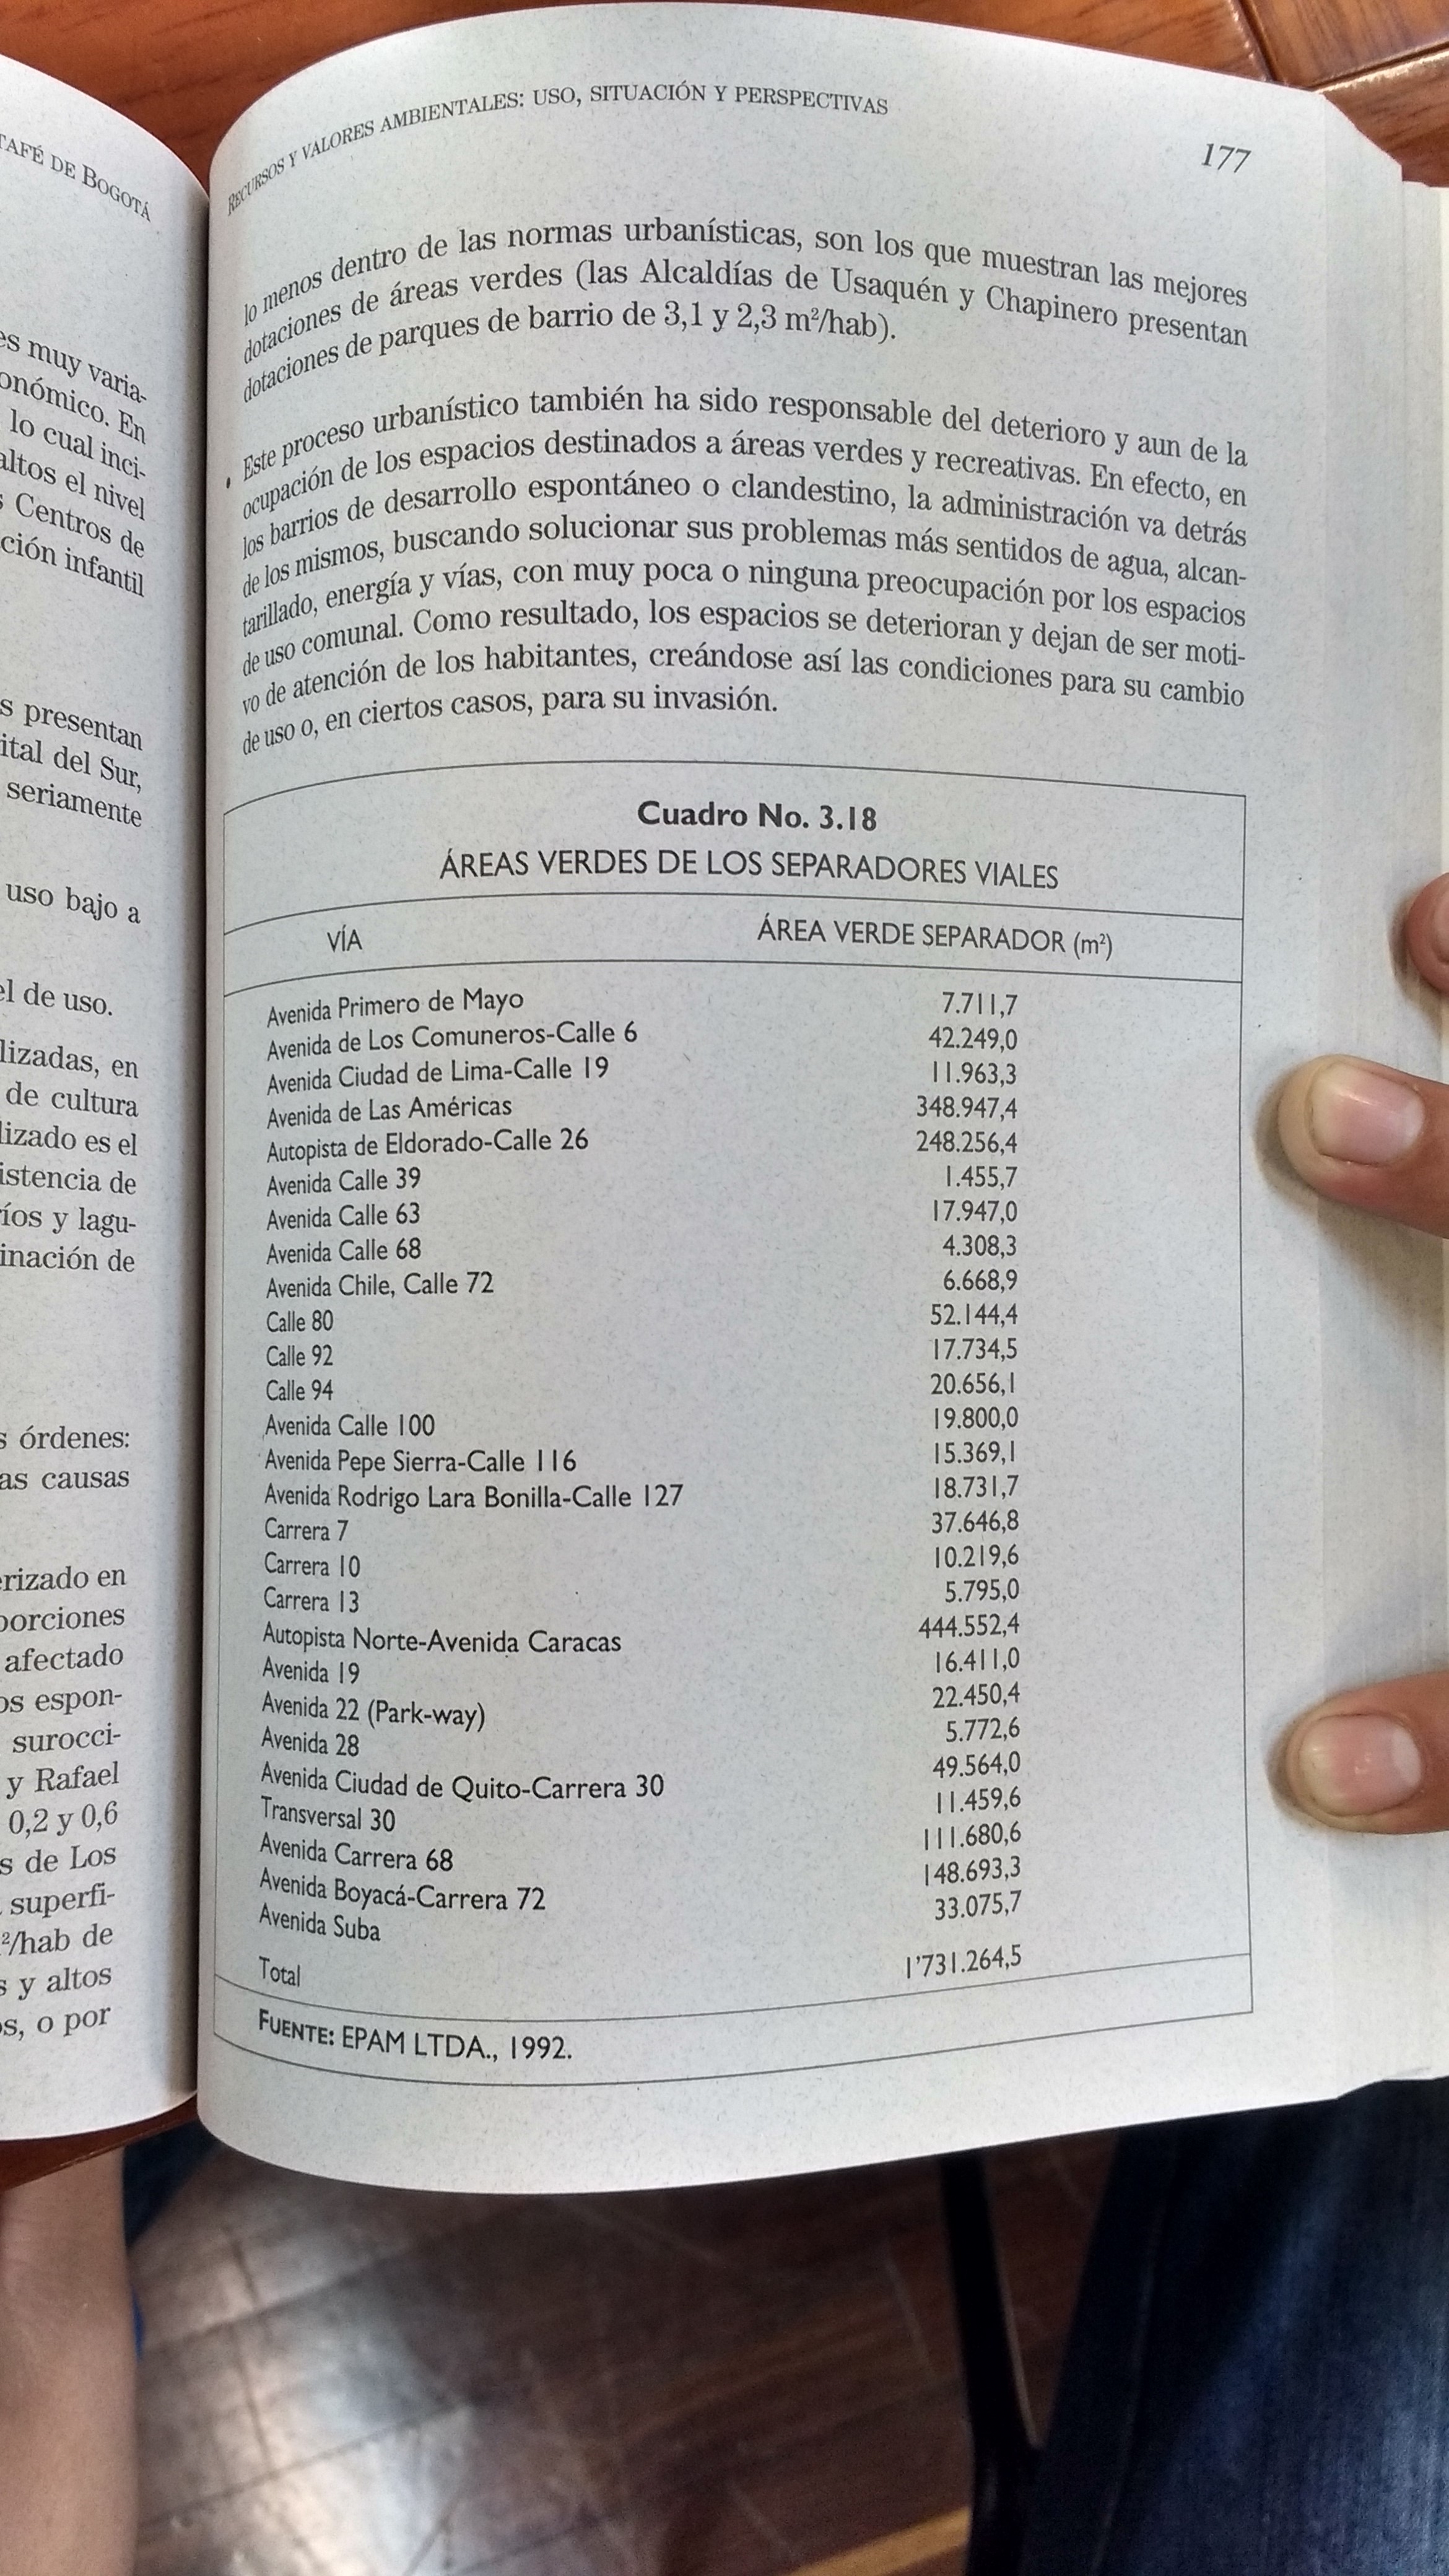 TAFÉ DE BOGOTÁ
es muy varia-
onómico. En
lo cual inci-
altos el nivel
s Centros de
ción infantil
s presentan
ital del Sur,
seriamente
uso bajo a
el de uso.
lizadas, en
de cultura
lizado es el
istencia de
ríos y lagu-
inación de
s órdenes:
as causas
erizado en
porciones
afectado
os espon-
surocci-
y Rafael
0,2 y 0,6
s de Los
superfi-
²/hab de
s y altos
os, o por
RECURSOS Y VALORES AMBIENTALES: USO, SITUACIÓN Y PERSPECTIVAS
177
lo menos dentro de las normas urbanísticas, son los que muestran las mejores
dotaciones de áreas verdes (las Alcaldías de Usaquén y Chapinero presentan
dotaciones de parques de barrio de 3,1 y 2,3 m²/hab).
Este proceso urbanístico también ha sido responsable del deterioro y aun de la
ocupación de los espacios destinados a áreas verdes y recreativas. En efecto, en
los barrios de desarrollo espontáneo o clandestino, la administración va detrás
de los mismos, buscando solucionar sus problemas más sentidos de agua, alcan-
tarillado, energía y vías, con muy poca o ninguna preocupación por los espacios
de uso comunal. Como resultado, los espacios se deterioran y dejan de ser moti-
vo de atención de los habitantes, creándose así las condiciones para su cambio
de uso o, en ciertos casos, para su invasión.
Cuadro No. 3.18
ÁREAS VERDES DE LOS SEPARADORES VIALES
VÍA ÁREA VERDE SEPARADOR (m²)
Avenida Primero de Mayo 7.711,7
Avenida de Los Comuneros-Calle 6 42.249,0
Avenida Ciudad de Lima-Calle 19 11.963,3
Avenida de Las Américas 348.947,4
Autopista de Eldorado-Calle 26 248.256,4
Avenida Calle 39 1.455,7
Avenida Calle 63 17.947,0
Avenida Calle 68 4.308,3
Avenida Chile, Calle 72 6.668,9
Calle 80 52.144,4
Calle 92 17.734,5
Calle 94 20.656,1
Avenida Calle 100 19.800,0
Avenida Pepe Sierra-Calle 116 15.369,1
Avenida Rodrigo Lara Bonilla-Calle 127 18.731,7
Carrera 7 37.646,8
Carrera 10 10.219,6
Carrera 13 5.795,0
Autopista Norte-Avenida Caracas 444.552,4
Avenida 19 16.411,0
Avenida 22 (Park-way) 22.450,4
Avenida 28 5.772,6
Avenida Ciudad de Quito-Carrera 30 49.564,0
Transversal 30 11.459,6
Avenida Carrera 68 111.680,6
Avenida Boyacá-Carrera 72 148.693,3
Avenida Suba 33.075,7
Total 1'731.264,5
FUENTE: EPAM LTDA., 1992.